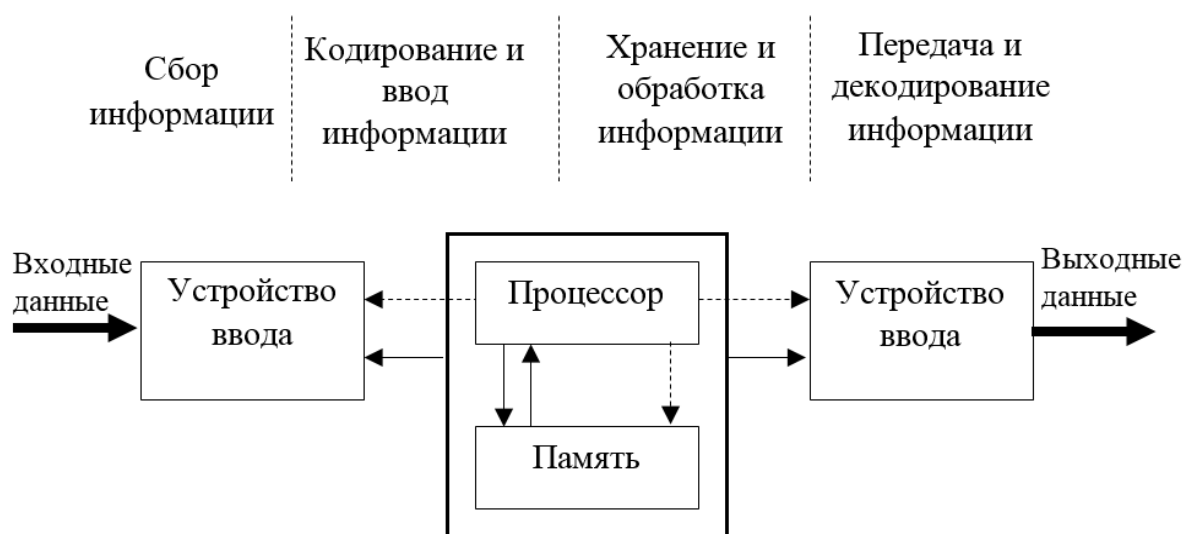 Сбор
информации
Кодирование и
ввод
информации
Хранение и
обработка
информации
Передача и
декодирование
информации
Входные
данные
Устройство
ввода
Процессор
Память
Устройство
ввода
Выходные
данные